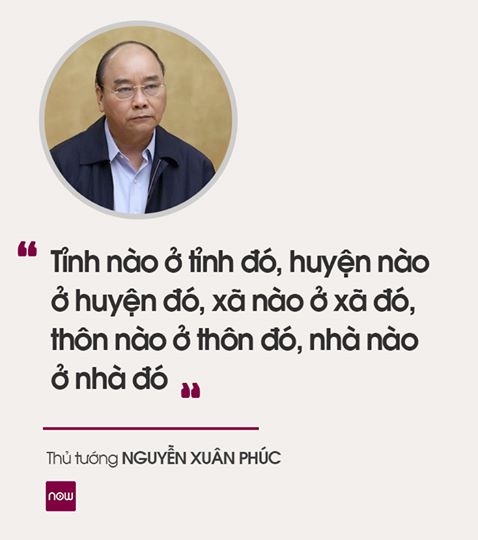 “
Tỉnh nào ở tỉnh đó, huyện nào
ở huyện đó, xã nào ở xã đó,
thôn nào ở thôn đó, nhà nào
ở nhà đó ”
Thủ tướng NGUYỄN XUÂN PHÚC
now